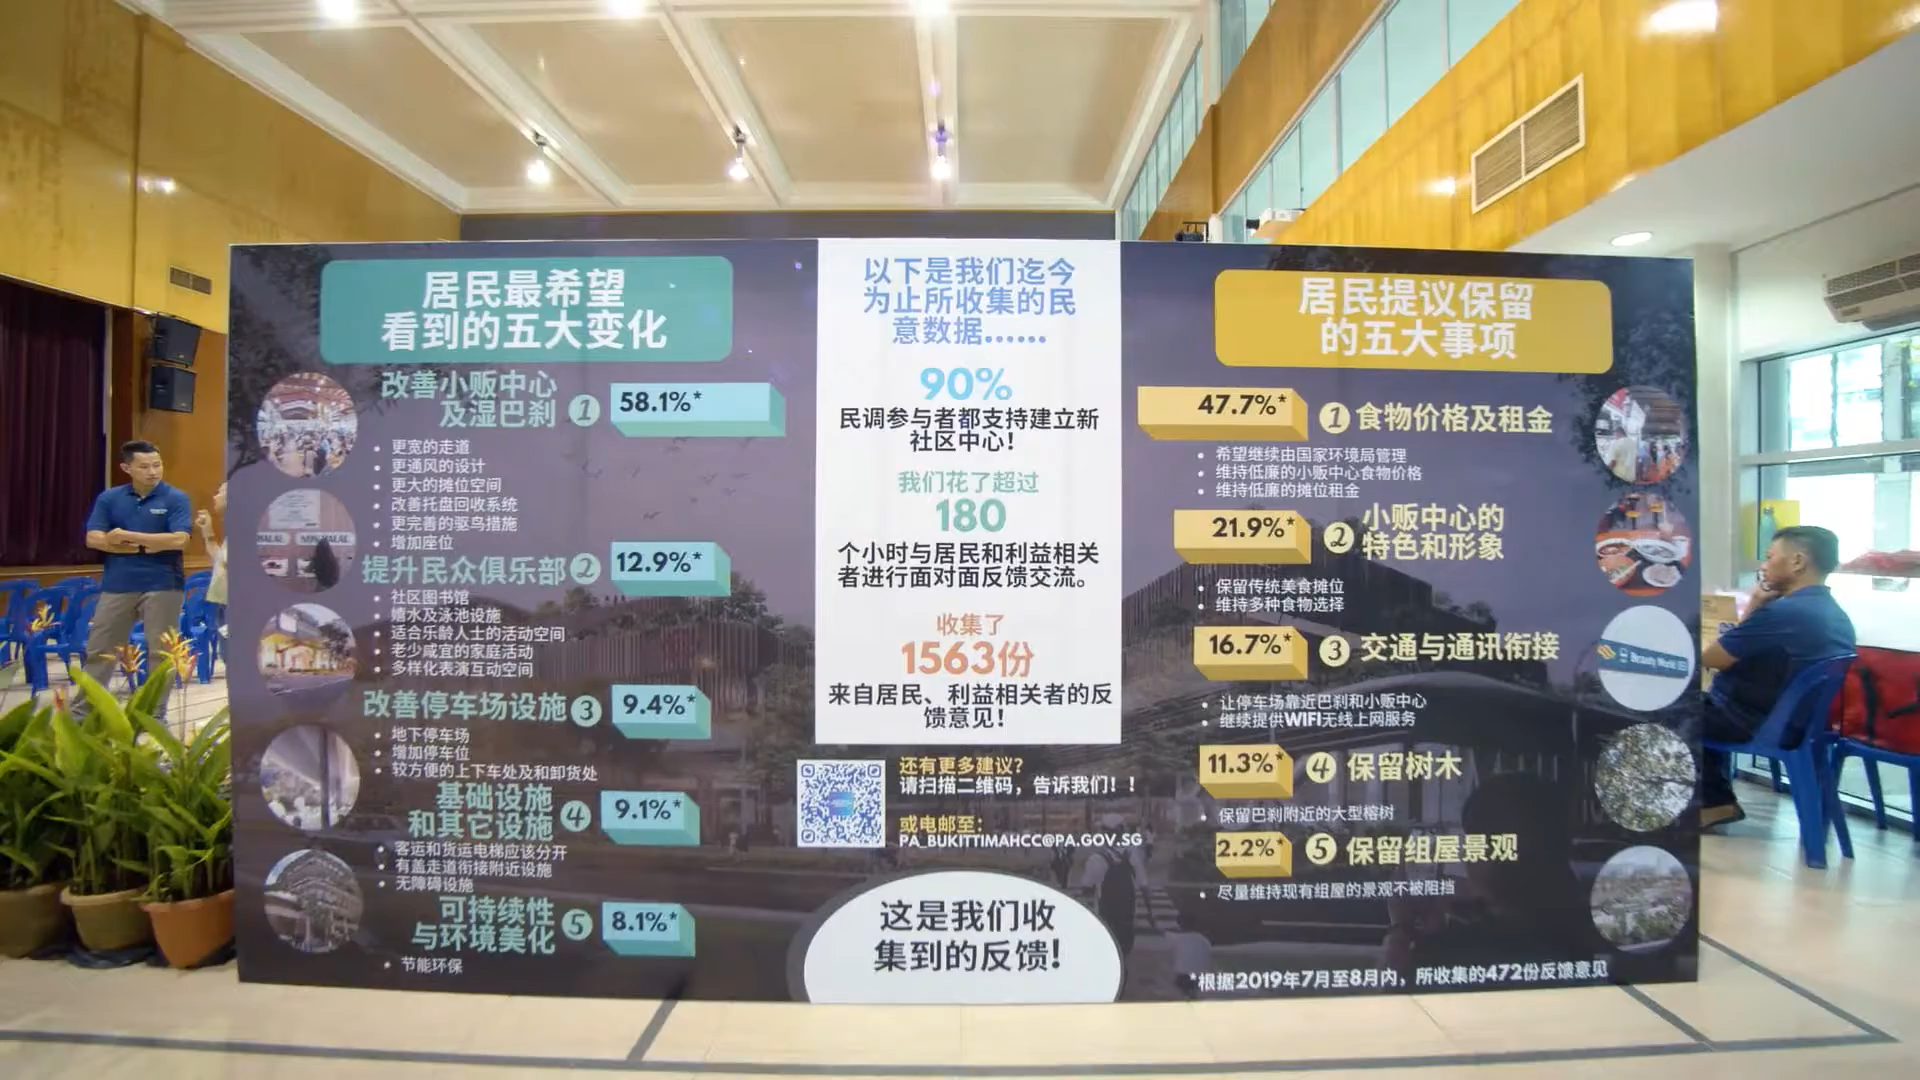 居民最希望
看到的五大变化
改善小贩中心
及湿巴刹
1
58.1%*
• 更宽的走道
• 更通风的设计
• 更大的摊位空间
• 改善托盘回收系统
• 更完善的驱鸟措施
• 增加座位
提升民众俱乐部
2
12.9%*
• 社区图书馆
• 嬉水及泳池设施
• 适合乐龄人士的活动空间
• 老少咸宜的家庭活动
• 多样化表演互动空间
改善停车场设施
3
9.4%*
• 地下停车场
• 增加停车位
• 较方便的上下车处及和卸货处
基础设施
和其它设施
4
9.1%*
• 客运和货运电梯应该分开
• 有盖走道衔接附近设施
• 无障碍设施
可持续性
与环境美化
5
8.1%*
• 节能环保
HALAL
NON HALAL
以下是我们迄今
为止所收集的民
意数据......
90%
民调参与者都支持建立新
社区中心!
我们花了超过
180
个小时与居民和利益相关
者进行面对面反馈交流。
收集了
1563份
来自居民、利益相关者的反
馈意见!
还有更多建议?
请扫描二维码，告诉我们！！
或电邮至:
PA_BUKITTIMAHCC@PA.GOV.SG
这是我们收
集到的反馈!
居民提议保留
的五大事项
47.7%*
1
食物价格及租金
• 希望继续由国家环境局管理
• 维持低廉的小贩中心食物价格
• 维持低廉的摊位租金
21.9%*
2
小贩中心的
特色和形象
• 保留传统美食摊位
• 维持多种食物选择
16.7%*
3
交通与通讯衔接
• 让停车场靠近巴刹和小贩中心
• 继续提供WIFI无线上网服务
Beauty World
11.3%*
4
保留树木
• 保留巴刹附近的大型榕树
2.2%*
5
保留组屋景观
• 尽量维持现有组屋的景观不被阻挡
*根据2019年7月至8月内，所收集的472份反馈意见